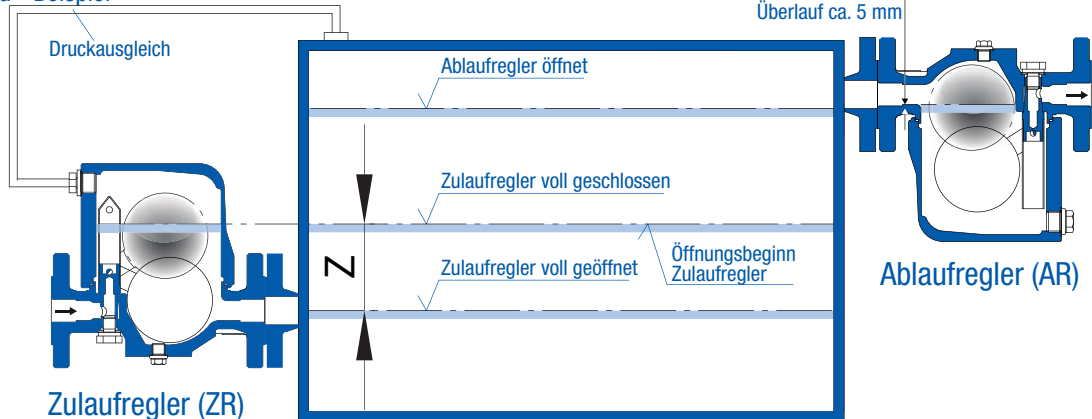 Beispiel
Druckausgleich
Überlauf ca. 5 mm
Ablaufregler öffnet
Zulaufregler voll geschlossen
Öffnungsbeginn
Zulaufregler
Z
Zulaufregler voll geöffnet
Ablaufregler (AR)
Zulaufregler (ZR)